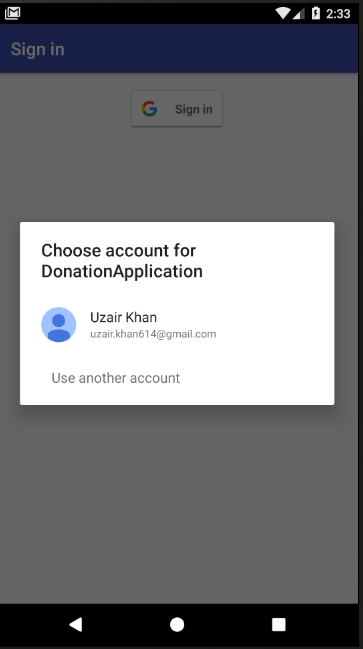 2:33
Sign in
Sign in
Choose account for
DonationApplication
Uzair Khan
uzair.khan614@gmail.com
Use another account